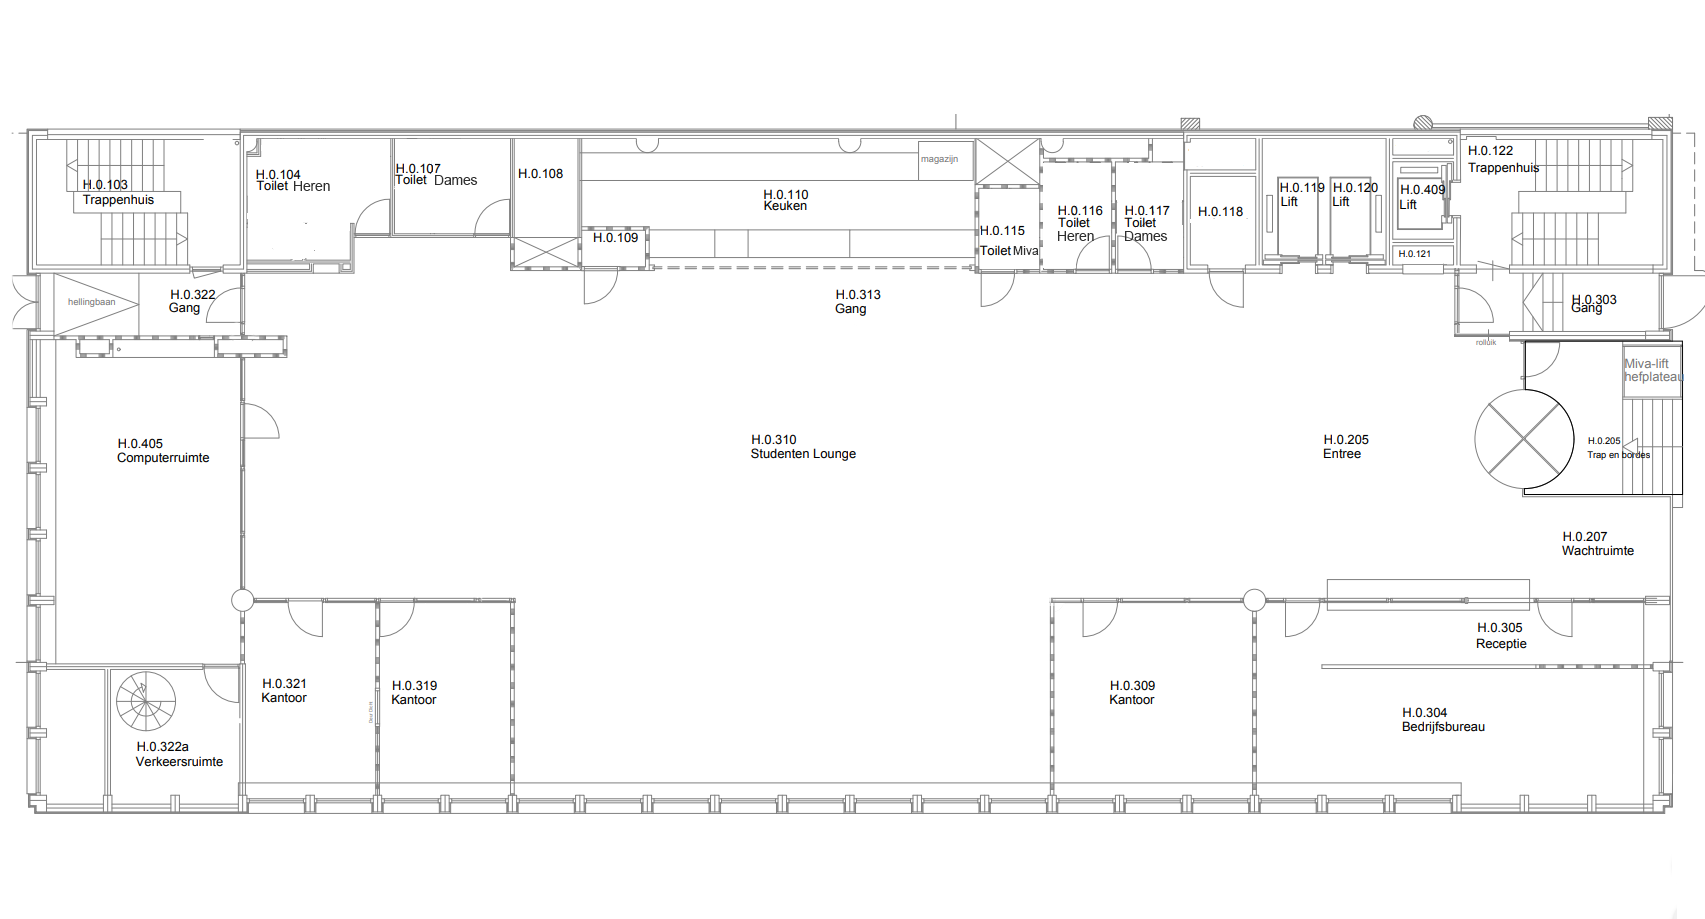 H.0.103
Trappenhuis
H.0.104
Toilet Heren
H.0.107
Toilet Dames
H.0.108
H.0.109
H.0.110
Keuken
magazijn
H.0.115
Toilet Miva
H.0.116
Toilet
Heren
H.0.117
Toilet
Dames
H.0.118
H.0.119
Lift
H.0.120
Lift
H.0.409
Lift
H.0.121
H.0.122
Trappenhuis
hellingbaan
H.0.322
Gang
H.0.313
Gang
H.0.303
Gang
rolluik
Miva-lift
hefplateau
H.0.405
Computerruimte
H.0.310
Studenten Lounge
H.0.205
Entree
H.0.205
Trap en bordes
H.0.207
Wachtruimte
H.0.305
Receptie
H.0.321
Kantoor
H.0.319
Kantoor
H.0.309
Kantoor
H.0.304
Bedrijfsbureau
H.0.322a
Verkeersruimte